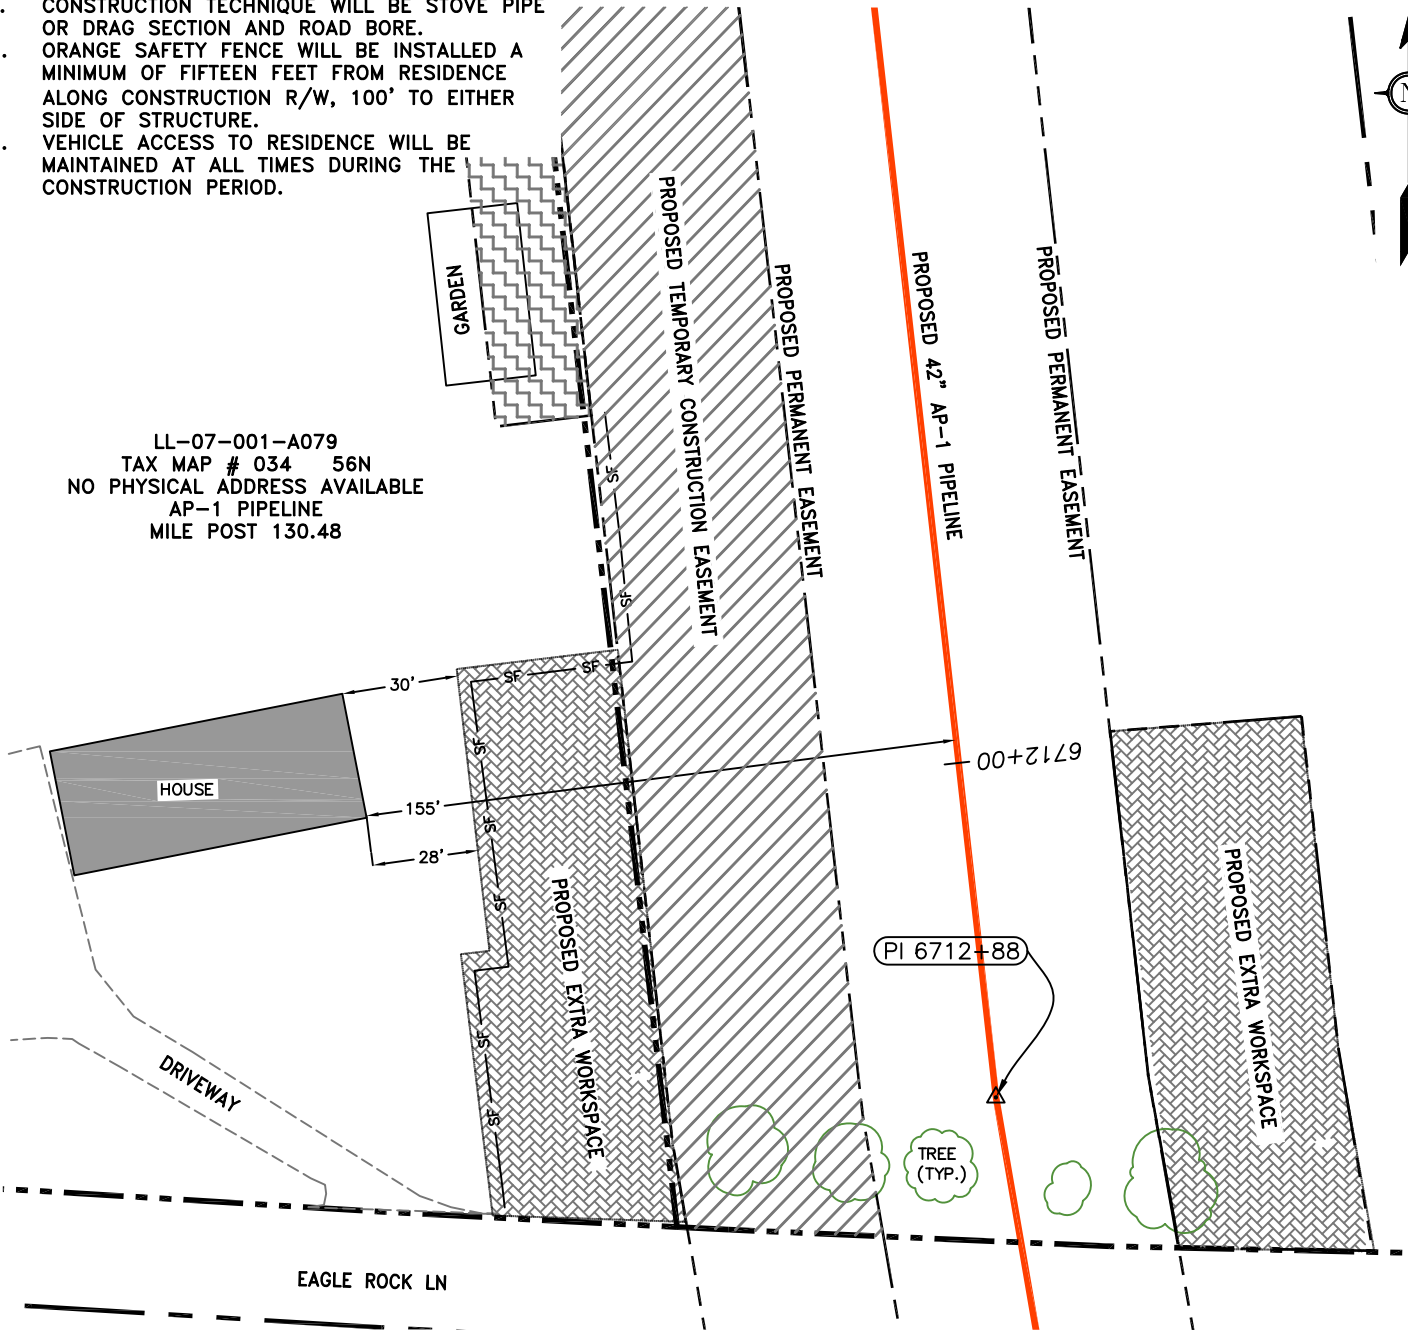 . CONSTRUCTION TECHNIQUE WILL BE STOVE PIPE
OR DRAG SECTION AND ROAD BORE.
. ORANGE SAFETY FENCE WILL BE INSTALLED A
MINIMUM OF FIFTEEN FEET FROM RESIDENCE
ALONG CONSTRUCTION R/W, 100' TO EITHER
SIDE OF STRUCTURE.
. VEHICLE ACCESS TO RESIDENCE WILL BE
MAINTAINED AT ALL TIMES DURING THE
CONSTRUCTION PERIOD.
N
GARDEN
PROPOSED TEMPORARY CONSTRUCTION EASEMENT
PROPOSED PERMANENT EASEMENT
PROPOSED 42" AP-1 PIPELINE
PROPOSED PERMANENT EASEMENT
LL-07-001-A079
TAX MAP # 034 56N
NO PHYSICAL ADDRESS AVAILABLE
AP-1 PIPELINE
MILE POST 130.48
SF
SF
SF
SF
30'
SF
HOUSE
155'
SF
28'
SF
6712+00
PROPOSED EXTRA WORKSPACE
PROPOSED EXTRA WORKSPACE
PI 6712+88
SF
SF
DRIVEWAY
TREE
(TYP.)
EAGLE ROCK LN